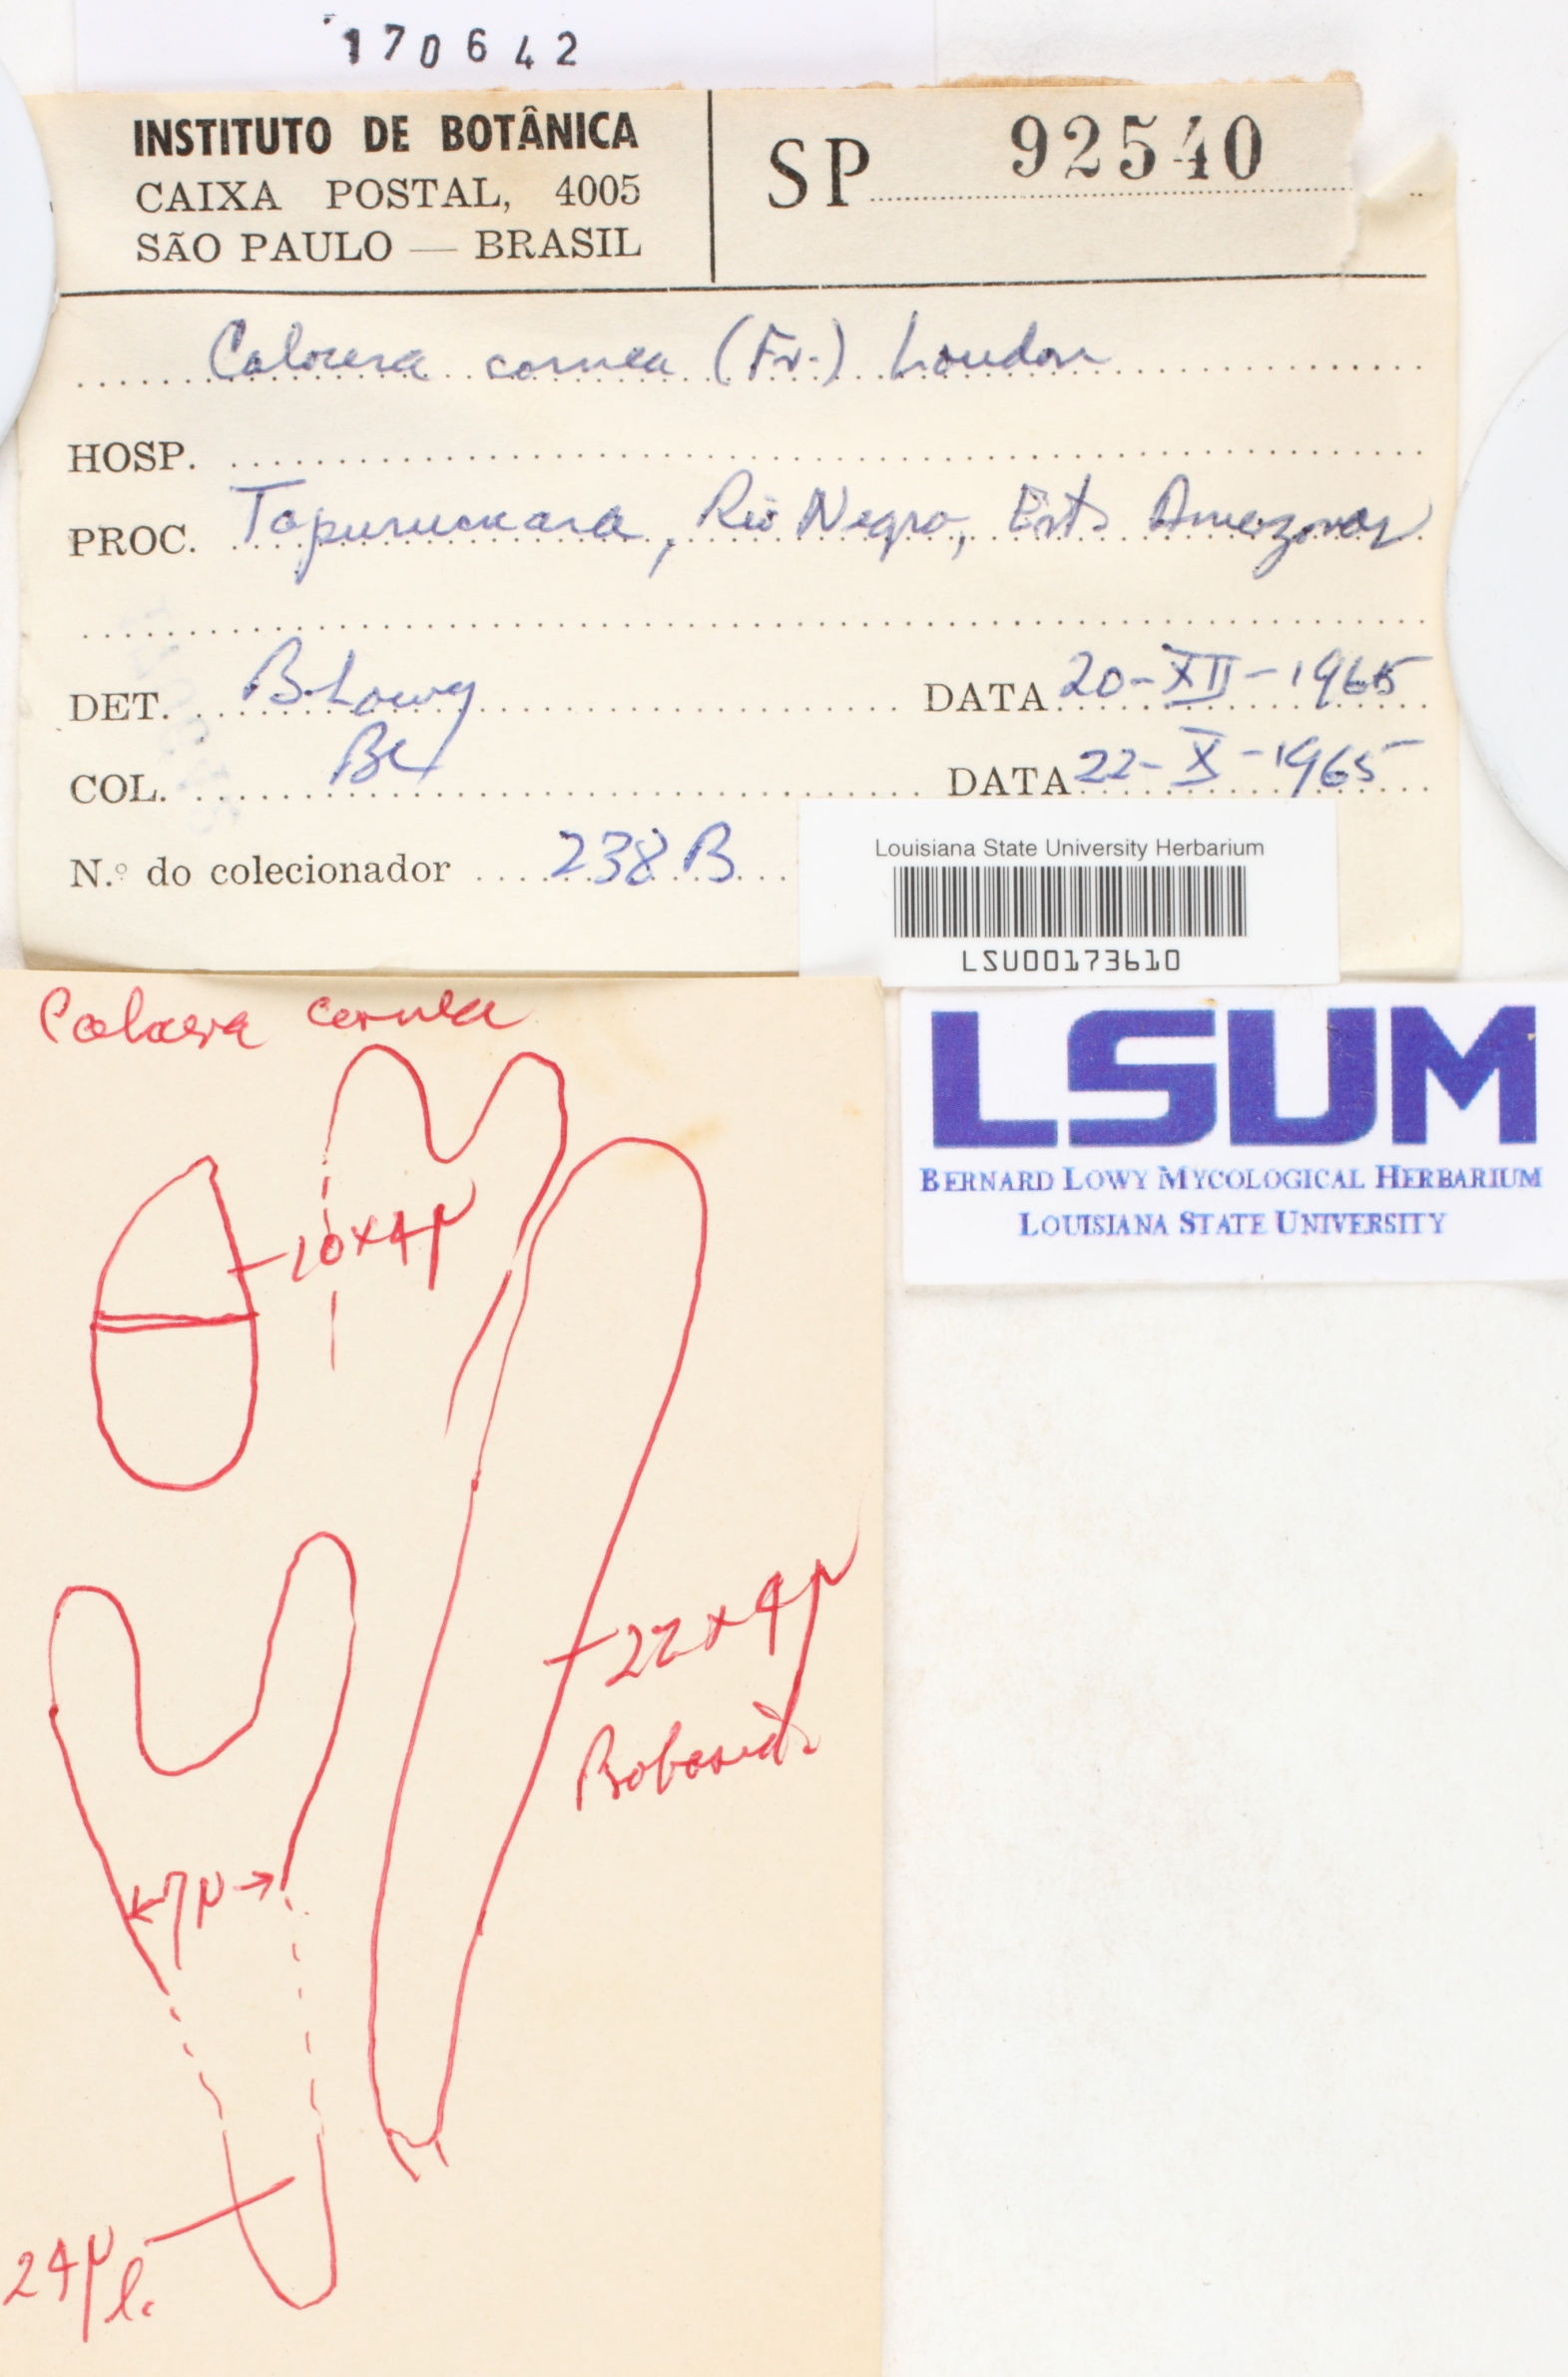 170642
INSTITUTO DE BOTÂNICA
CAIXA POSTAL, 4005
SÃO PAULO — BRASIL
SP 92540
Calocera cornea (Fr.) Loudon
HOSP.
PROC. Tapurucuara, Rio Negro, Est. Amazonas
DET. B. Lowy DATA 20-XII-1965
COL. BL DATA 22-X-1965
N.º do colecionador 238 B
Louisiana State University Herbarium
LSU00173610
LSUM
BERNARD LOWY MYCOLOGICAL HERBARIUM
LOUISIANA STATE UNIVERSITY
Calocera cornea
10x4μ
22x4μ
7μ
24μ l.